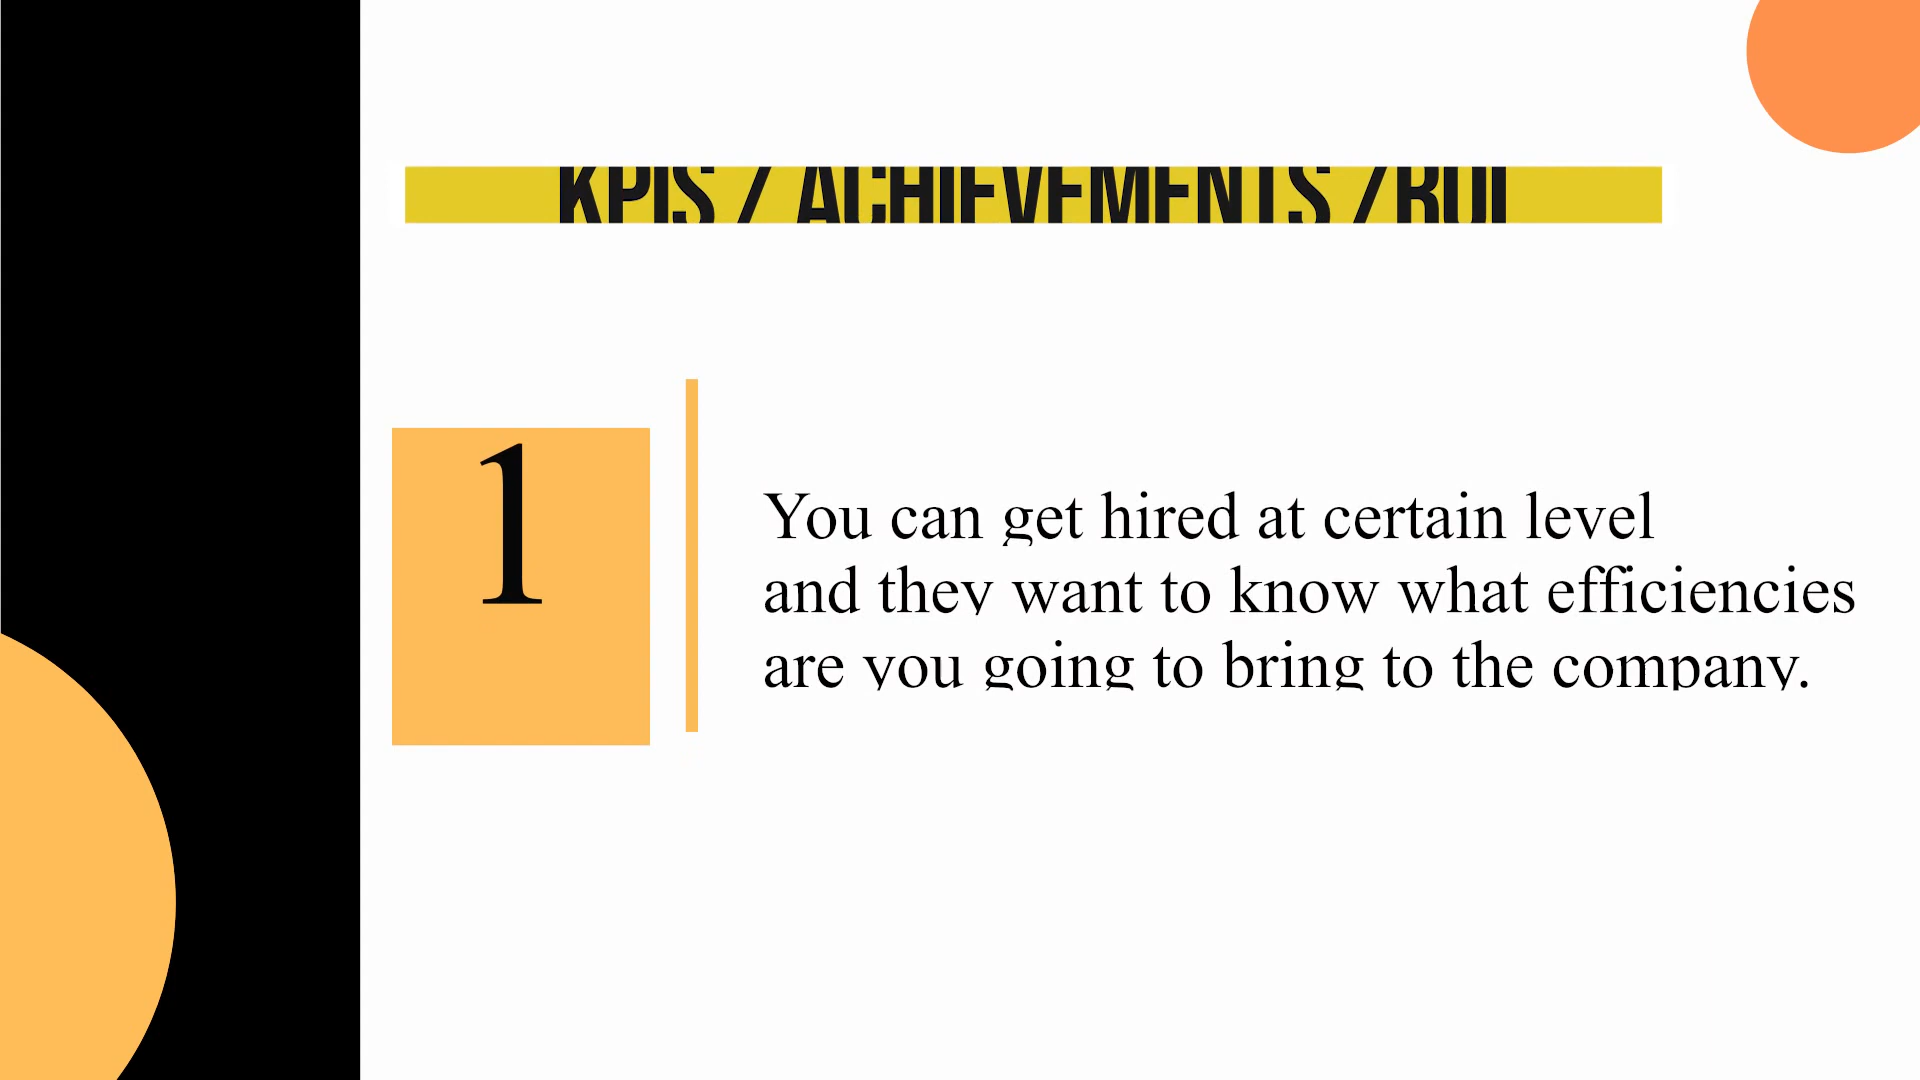 KPIS / ACHIEVEMENTS /ROI
1
You can get hired at certain level
and they want to know what efficiencies
are you going to bring to the company.